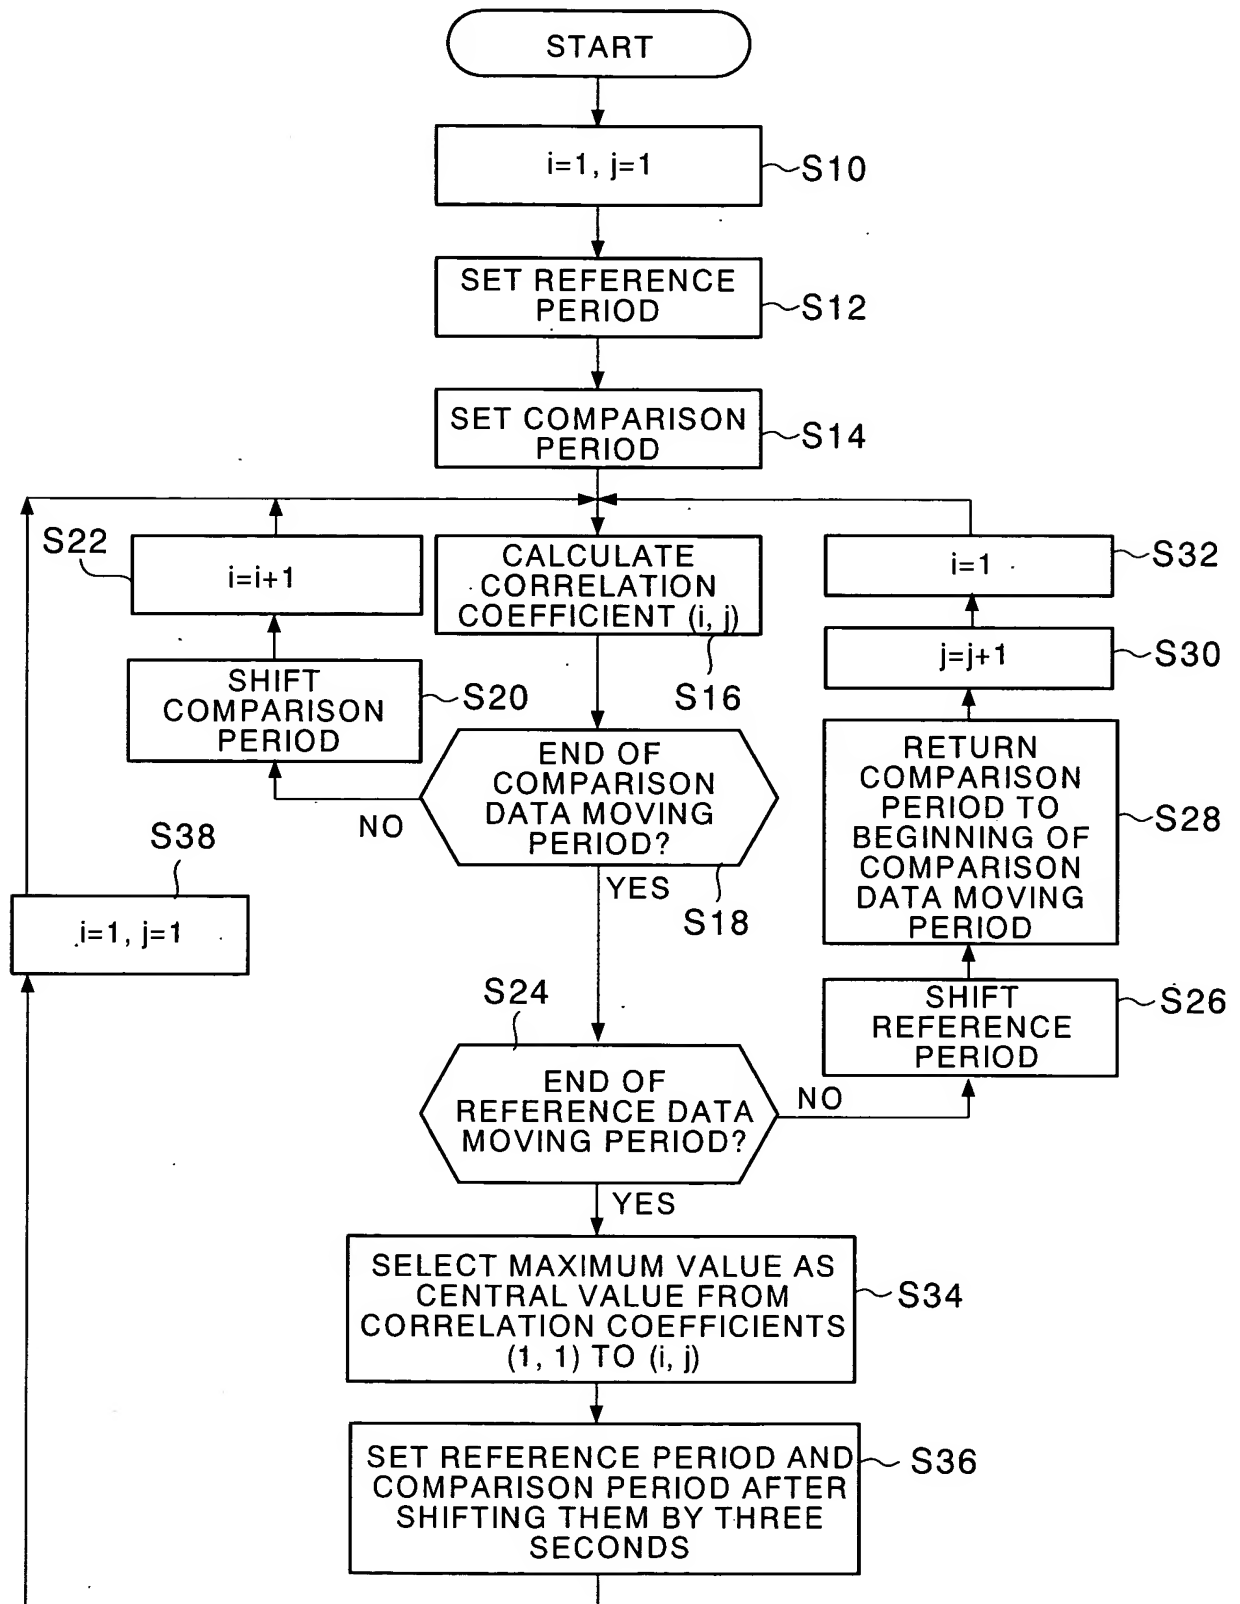 START
i=1, j=1
S10
SET REFERENCE
PERIOD
S12
SET COMPARISON
PERIOD
S14
S22
i=i+1
CALCULATE
CORRELATION
COEFFICIENT (i, j)
S16
i=1
S32
j=j+1
S30
SHIFT
COMPARISON
PERIOD
S20
END OF
COMPARISON
DATA MOVING
PERIOD?
NO
YES
S18
RETURN
COMPARISON
PERIOD TO
BEGINNING OF
COMPARISON
DATA MOVING
PERIOD
S28
S38
i=1, j=1
S24
SHIFT
REFERENCE
PERIOD
S26
END OF
REFERENCE DATA
MOVING PERIOD?
NO
YES
SELECT MAXIMUM VALUE AS
CENTRAL VALUE FROM
CORRELATION COEFFICIENTS
(1, 1) TO (i, j)
S34
SET REFERENCE PERIOD AND
COMPARISON PERIOD AFTER
SHIFTING THEM BY THREE
SECONDS
S36